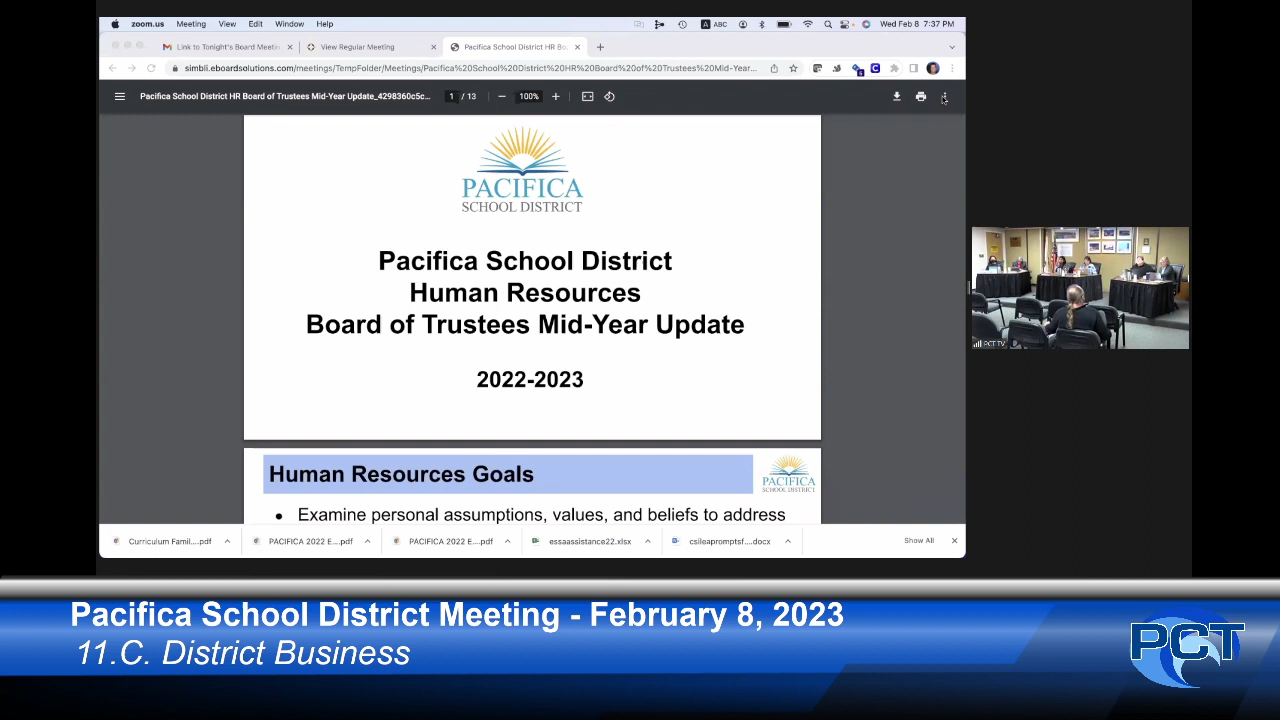 zoom.us Meeting View Edit Window Help
ABC
Wed Feb 8 7:37 PM
Link to Tonight's Board Meetin
View Regular Meeting
Pacifica School District HR Bo
simbli.eboardsolutions.com/meetings/TempFolder/Meetings/Pacifica%20School%20District%20HR%20Board%20of%20Trustees%20Mid-Year...
Pacifica School District HR Board of Trustees Mid-Year Update_4298360c5c...
1 / 13
100%
PACIFICA
SCHOOL DISTRICT
Pacifica School District
Human Resources
Board of Trustees Mid-Year Update
2022-2023
Human Resources Goals
PACIFICA
SCHOOL DISTRICT
• Examine personal assumptions, values, and beliefs to address
Curriculum Famil....pdf
PACIFICA 2022 E....pdf
PACIFICA 2022 E....pdf
essaassistance22.xlsx
csileapromptsf....docx
Show All
PCT TV
Pacifica School District Meeting - February 8, 2023
11.C. District Business
PCT